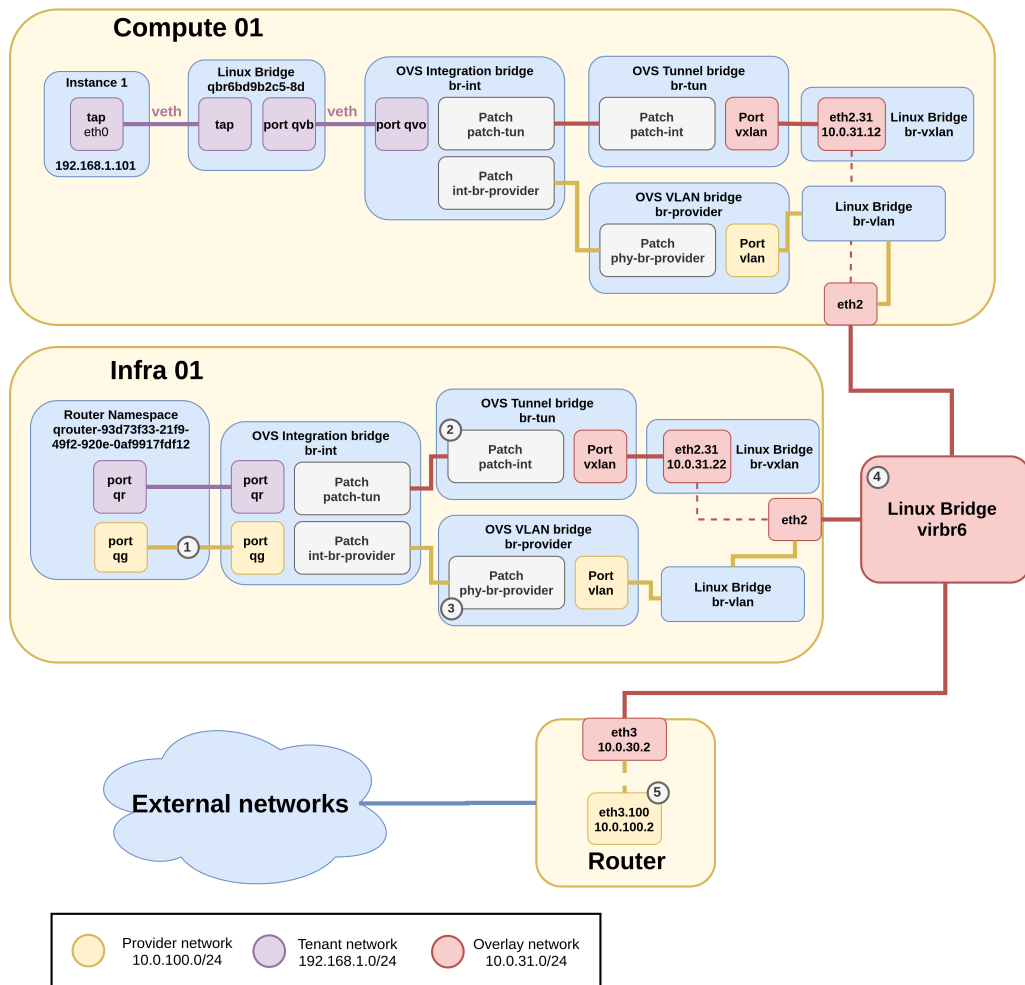 Compute 01
Instance 1
tap
eth0
192.168.1.101
veth
Linux Bridge
qbr6bd9b2c5-8d
tap
port qvb
veth
OVS Integration bridge
br-int
port qvo
Patch
patch-tun
Patch
int-br-provider
OVS Tunnel bridge
br-tun
Patch
patch-int
Port
vxlan
eth2.31
10.0.31.12
Linux Bridge
br-vxlan
OVS VLAN bridge
br-provider
Patch
phy-br-provider
Port
vlan
Linux Bridge
br-vlan
eth2
Infra 01
Router Namespace
qrouter-93d73f33-21f9-
49f2-920e-0af9917fdf12
port
qr
port
qg
1
OVS Integration bridge
br-int
port
qr
Patch
patch-tun
port
qg
Patch
int-br-provider
OVS Tunnel bridge
br-tun
2
Patch
patch-int
Port
vxlan
eth2.31
10.0.31.22
Linux Bridge
br-vxlan
eth2
OVS VLAN bridge
br-provider
Patch
phy-br-provider
3
Port
vlan
Linux Bridge
br-vlan
4
Linux Bridge
virbr6
eth3
10.0.30.2
5
eth3.100
10.0.100.2
Router
External networks
Provider network
10.0.100.0/24
Tenant network
192.168.1.0/24
Overlay network
10.0.31.0/24